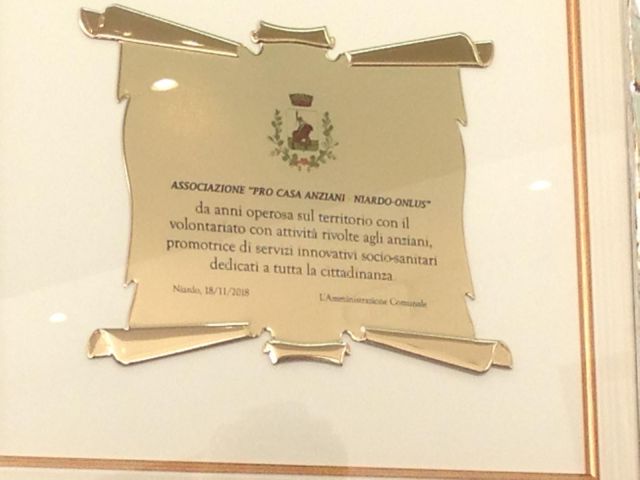 ASSOCIAZIONE "PRO CASA ANZIANI - NIARDO-ONLUS"
da anni operosa sul territorio con il
volontariato con attività rivolte agli anziani,
promotrice di servizi innovativi socio-sanitari
dedicati a tutta la cittadinanza.
Niardo, 18/11/2018
L'Amministrazione Comunale